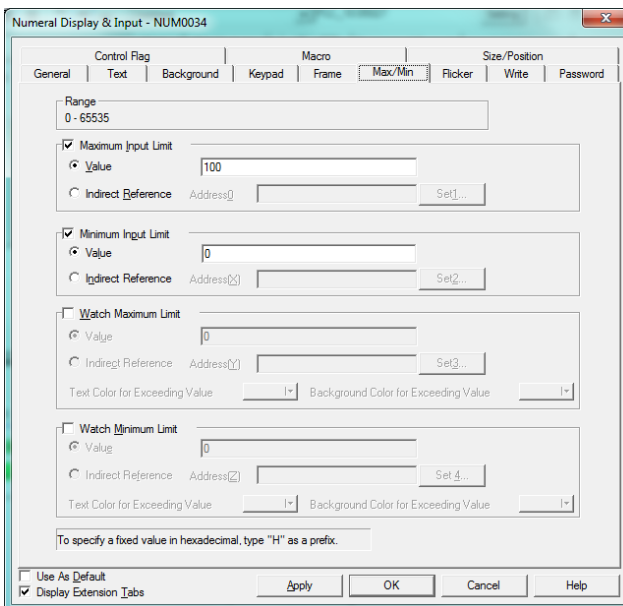 Numeral Display & Input - NUM0034
Control Flag Macro Size/Position
General Text Background Keypad Frame Max/Min Flicker Write Password
Range
0 - 65535
Maximum Input Limit
Value 100
Indirect Reference Address0 Set1...
Minimum Input Limit
Value 0
Indirect Reference Address(X) Set2...
Watch Maximum Limit
Value 0
Indirect Reference Address(Y) Set3...
Text Color for Exceeding Value Background Color for Exceeding Value
Watch Minimum Limit
Value 0
Indirect Reference Address(Z) Set 4...
Text Color for Exceeding Value Background Color for Exceeding Value
To specify a fixed value in hexadecimal, type "H" as a prefix.
Use As Default
Display Extension Tabs
Apply OK Cancel Help